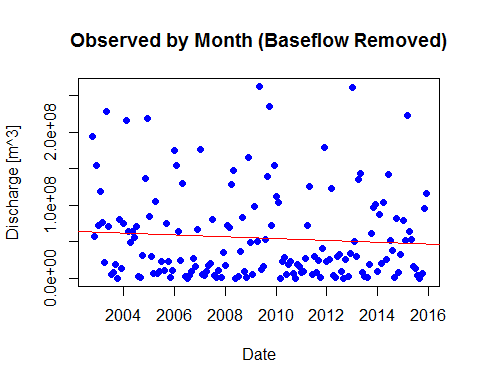 Observed by Month (Baseflow Removed)
Discharge [m^3]
0.0e+00
1.0e+08
2.0e+08
2004
2006
2008
2010
2012
2014
2016
Date